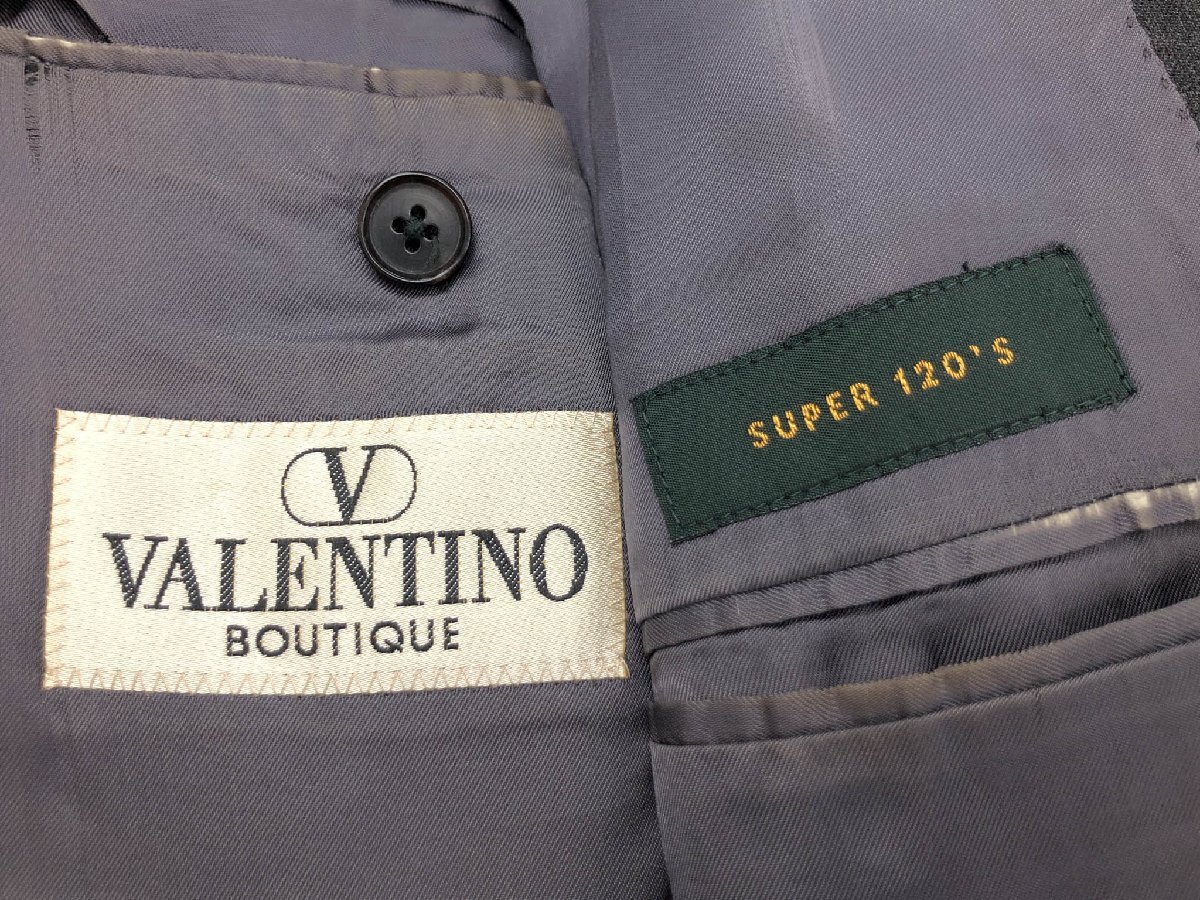 V
VALENTINO
BOUTIQUE
SUPER 120'S